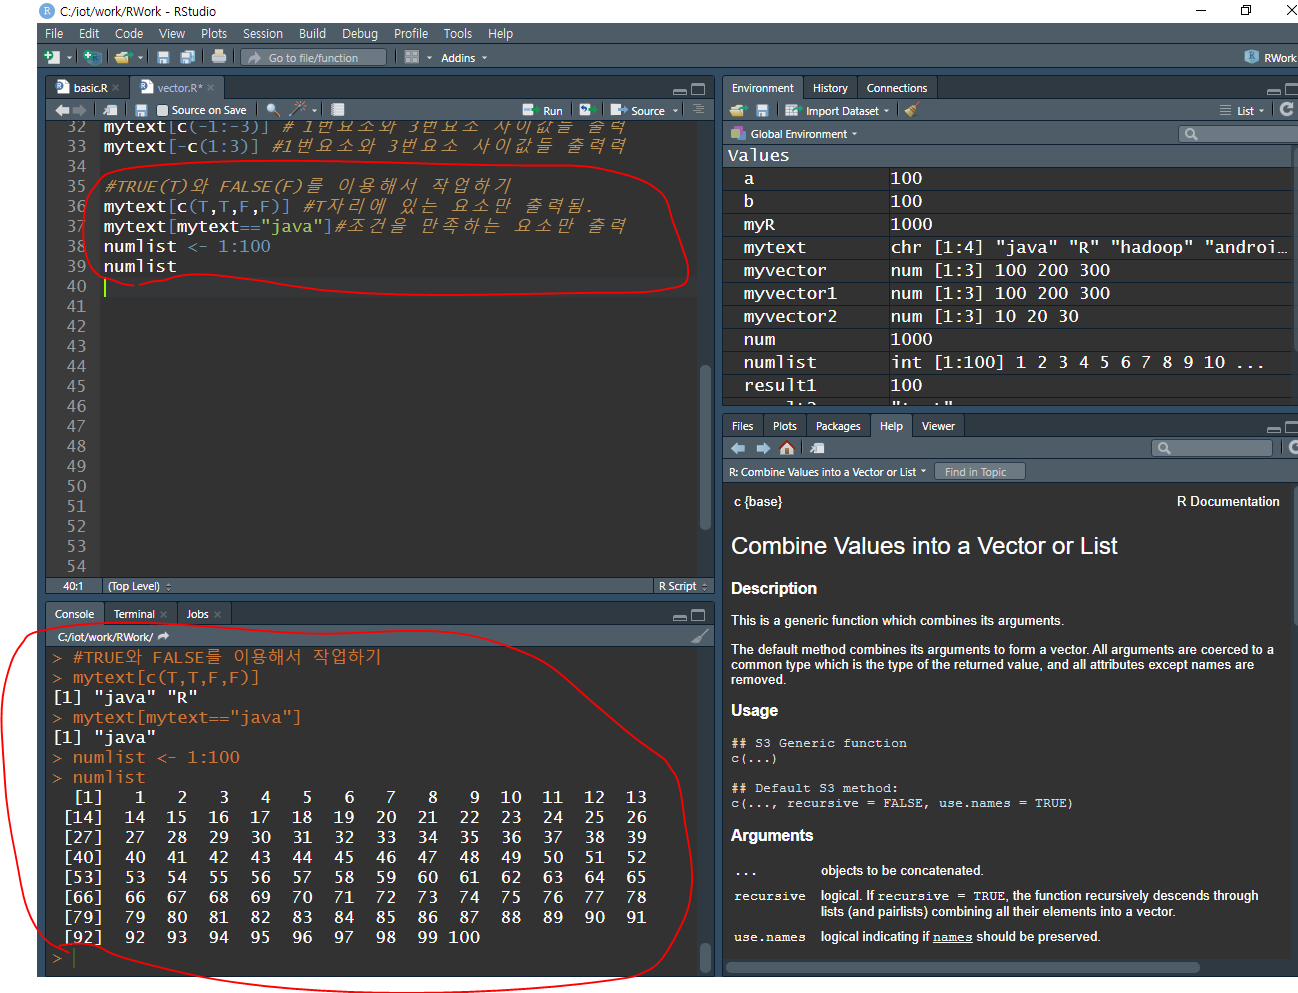 C:/iot/work/RWork - RStudio
File Edit Code View Plots Session Build Debug Profile Tools Help
Go to file/function Addins RWork
basic.R vector.R*
Source on Save Run Source
32 mytext[c(-1:-3)] # 1번요소와 3번요소 사이값들 출력
33 mytext[-c(1:3)] #1번요소와 3번요소 사이값들 출력력
34
35 #TRUE(T)와 FALSE(F)를 이용해서 작업하기
36 mytext[c(T,T,F,F)] #T자리에 있는 요소만 출력됨.
37 mytext[mytext=="java"]#조건을 만족하는 요소만 출력
38 numlist <- 1:100
39 numlist
40
41
42
43
44
45
46
47
48
49
50
51
52
53
54
40:1 (Top Level) R Script
Console Terminal Jobs
C:/iot/work/RWork/
> #TRUE와 FALSE를 이용해서 작업하기
> mytext[c(T,T,F,F)]
[1] "java" "R"
> mytext[mytext=="java"]
[1] "java"
> numlist <- 1:100
> numlist
[1] 1 2 3 4 5 6 7 8 9 10 11 12 13
[14] 14 15 16 17 18 19 20 21 22 23 24 25 26
[27] 27 28 29 30 31 32 33 34 35 36 37 38 39
[40] 40 41 42 43 44 45 46 47 48 49 50 51 52
[53] 53 54 55 56 57 58 59 60 61 62 63 64 65
[66] 66 67 68 69 70 71 72 73 74 75 76 77 78
[79] 79 80 81 82 83 84 85 86 87 88 89 90 91
[92] 92 93 94 95 96 97 98 99 100
>
Environment History Connections
Import Dataset List
Global Environment
Values
a 100
b 100
myR 1000
mytext chr [1:4] "java" "R" "hadoop" "androi...
myvector num [1:3] 100 200 300
myvector1 num [1:3] 100 200 300
myvector2 num [1:3] 10 20 30
num 1000
numlist int [1:100] 1 2 3 4 5 6 7 8 9 10 ...
result1 100
Files Plots Packages Help Viewer
R: Combine Values into a Vector or List Find in Topic
c {base} R Documentation
Combine Values into a Vector or List
Description
This is a generic function which combines its arguments.
The default method combines its arguments to form a vector. All arguments are coerced to a
common type which is the type of the returned value, and all attributes except names are
removed.
Usage
## S3 Generic function
c(...)
## Default S3 method:
c(..., recursive = FALSE, use.names = TRUE)
Arguments
... objects to be concatenated.
recursive logical. If recursive = TRUE, the function recursively descends through
lists (and pairlists) combining all their elements into a vector.
use.names logical indicating if names should be preserved.